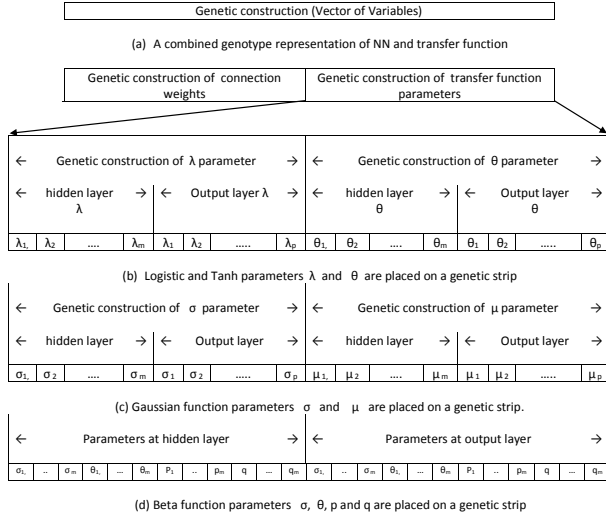 Genetic construction (Vector of Variables)
(a) A combined genotype representation of NN and transfer function
Genetic construction of connection weights
Genetic construction of transfer function parameters
← Genetic construction of λ parameter → ← Genetic construction of θ parameter →
← hidden layer λ → ← Output layer λ → ← hidden layer θ → ← Output layer θ →
λ1, λ2 .... λm λ1 λ2 ..... λp θ1, θ2 .... θm θ1 θ2 ..... θp
(b) Logistic and Tanh parameters λ and θ are placed on a genetic strip
← Genetic construction of σ parameter → ← Genetic construction of μ parameter →
← hidden layer → ← Output layer → ← hidden layer → ← Output layer →
σ1, σ2 .... σm σ1 σ2 ..... σp μ1, μ2 .... μm μ1 μ2 ..... μp
(c) Gaussian function parameters σ and μ are placed on a genetic strip.
← Parameters at hidden layer → ← Parameters at output layer →
σ1, .. σm θ1, ... θm P1 .. pm q ... qm σ1, .. σm θ1, ... θm P1 .. pm q ... qm
(d) Beta function parameters σ, θ, p and q are placed on a genetic strip